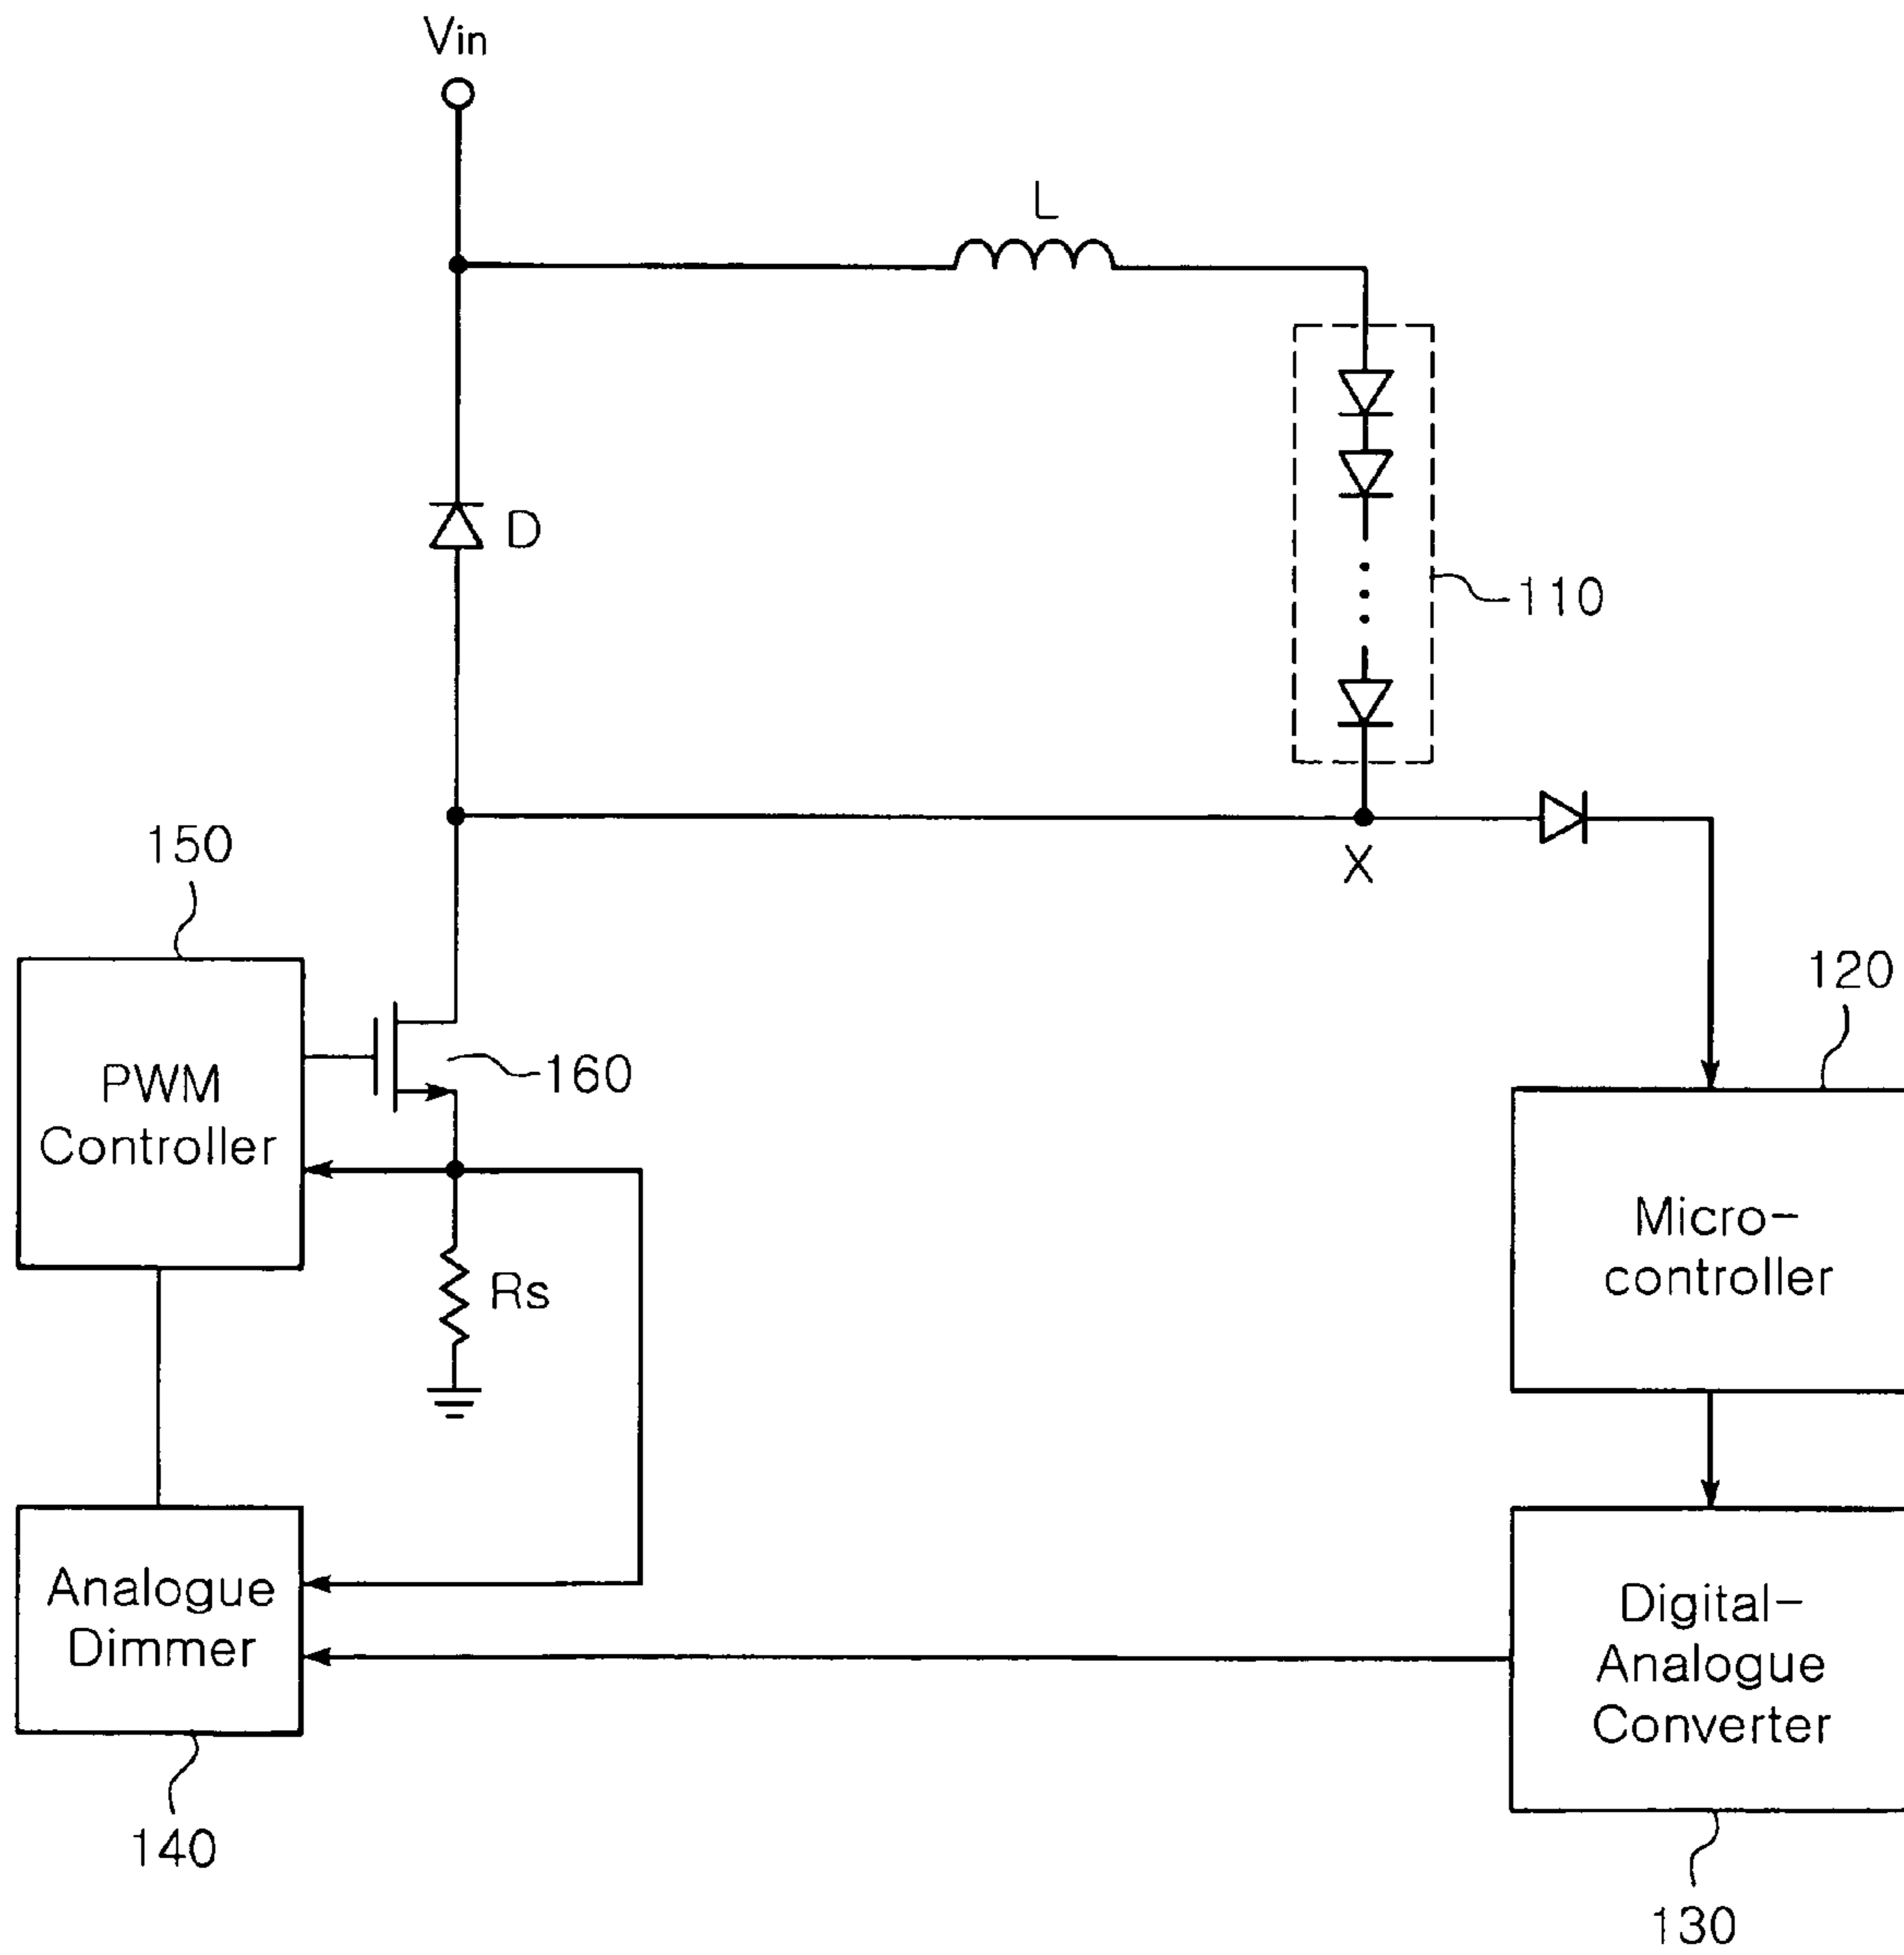 Vin
L
D
110
X
150
120
160
PWM
Controller
Micro-
controller
Rs
Analogue
Dimmer
Digital-
Analogue
Converter
140
130